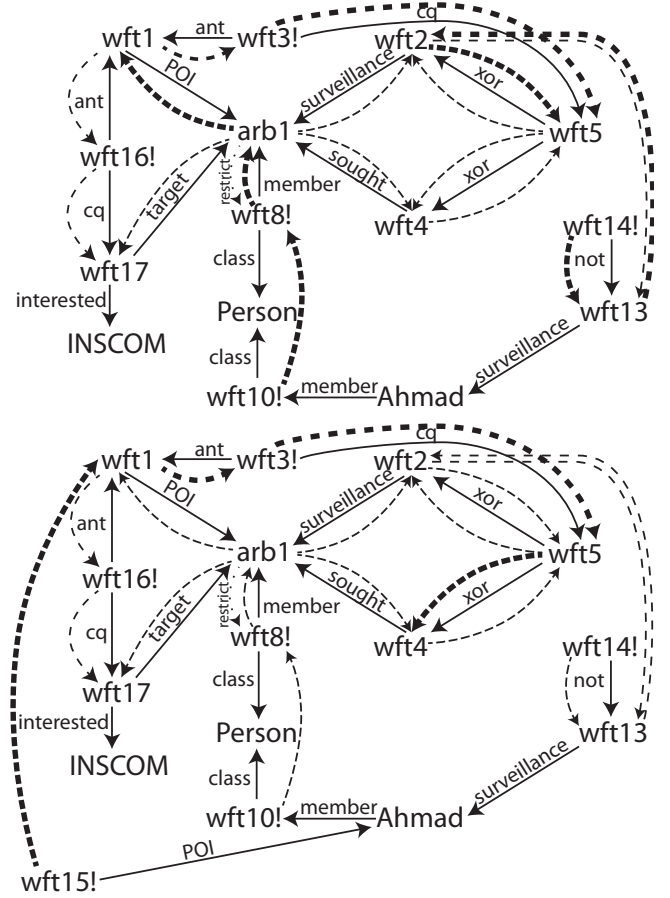 cq
wft1 ant wft3! wft2
POI surveillance xor
ant arb1 wft5
wft16! restrict member sought xor
cq target wft8! wft4 wft14!
wft17 class not
interested Person wft13
INSCOM class surveillance
wft10! member Ahmad
cq
wft1 ant wft3! wft2
POI surveillance xor
ant arb1 wft5
wft16! restrict member sought xor
cq target wft8! wft4 wft14!
wft17 class not
interested Person wft13
INSCOM class surveillance
wft10! member Ahmad
POI
wft15!